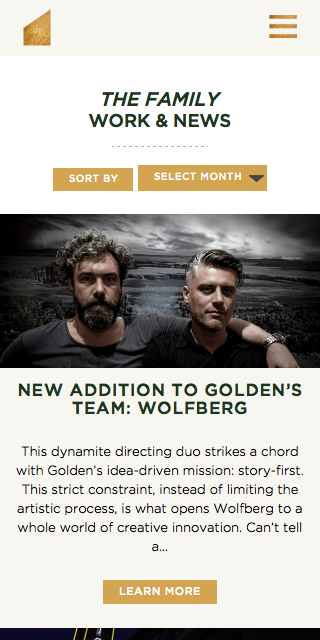 THE FAMILY
WORK & NEWS
SORT BY
SELECT MONTH
NEW ADDITION TO GOLDEN'S
TEAM: WOLFBERG
This dynamite directing duo strikes a chord
with Golden's idea-driven mission: story-first.
This strict constraint, instead of limiting the
artistic process, is what opens Wolfberg to a
whole world of creative innovation. Can't tell
a...
LEARN MORE